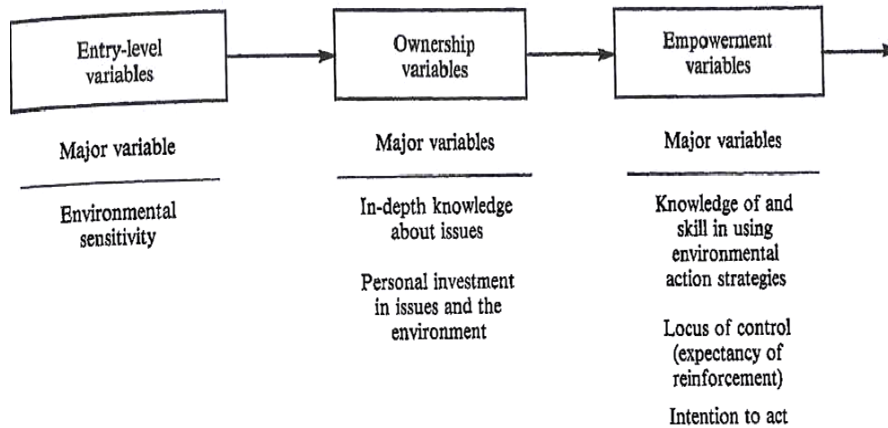 Entry-level
variables
Ownership
variables
Empowerment
variables
Major variable
Environmental
sensitivity
Major variables
In-depth knowledge
about issues
Personal investment
in issues and the
environment
Major variables
Knowledge of and
skill in using
environmental
action strategies
Locus of control
(expectancy of
reinforcement)
Intention to act